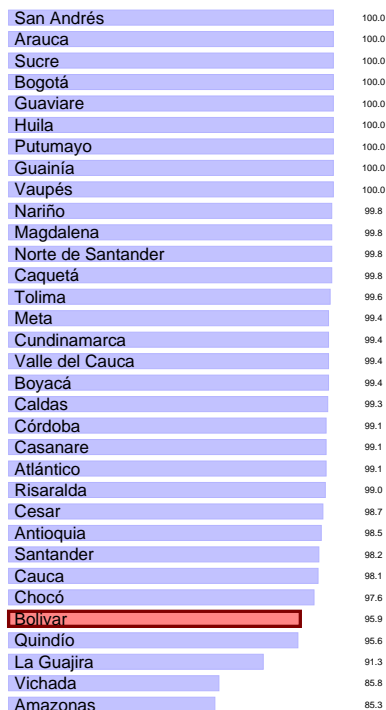 San Andrés 100.0
Arauca 100.0
Sucre 100.0
Bogotá 100.0
Guaviare 100.0
Huila 100.0
Putumayo 100.0
Guainía 100.0
Vaupés 100.0
Nariño 99.8
Magdalena 99.8
Norte de Santander 99.8
Caquetá 99.8
Tolima 99.6
Meta 99.4
Cundinamarca 99.4
Valle del Cauca 99.4
Boyacá 99.4
Caldas 99.3
Córdoba 99.1
Casanare 99.1
Atlántico 99.1
Risaralda 99.0
Cesar 98.7
Antioquia 98.5
Santander 98.2
Cauca 98.1
Chocó 97.6
Bolivar 95.9
Quindío 95.6
La Guajira 91.3
Vichada 85.8
Amazonas 85.3